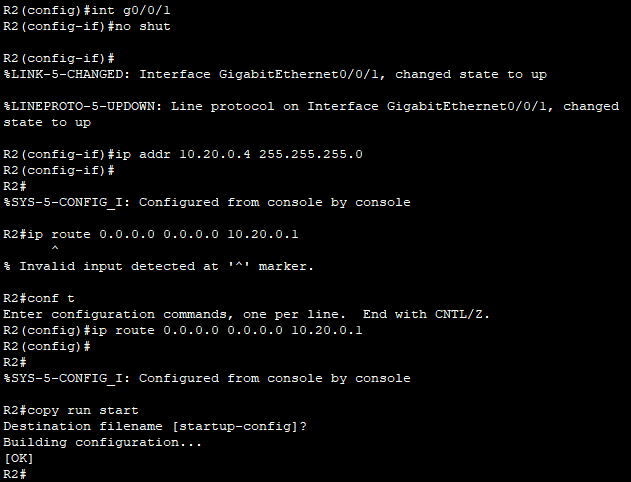 R2(config)#int g0/0/1
R2(config-if)#no shut
R2(config-if)#
%LINK-5-CHANGED: Interface GigabitEthernet0/0/1, changed state to up
%LINEPROTO-5-UPDOWN: Line protocol on Interface GigabitEthernet0/0/1, changed
state to up
R2(config-if)#ip addr 10.20.0.4 255.255.255.0
R2(config-if)#
R2#
%SYS-5-CONFIG_I: Configured from console by console
R2#ip route 0.0.0.0 0.0.0.0 10.20.0.1
^
% Invalid input detected at '^' marker.
R2#conf t
Enter configuration commands, one per line.  End with CNTL/Z.
R2(config)#ip route 0.0.0.0 0.0.0.0 10.20.0.1
R2(config)#
R2#
%SYS-5-CONFIG_I: Configured from console by console
R2#copy run start
Destination filename [startup-config]?
Building configuration...
[OK]
R2#